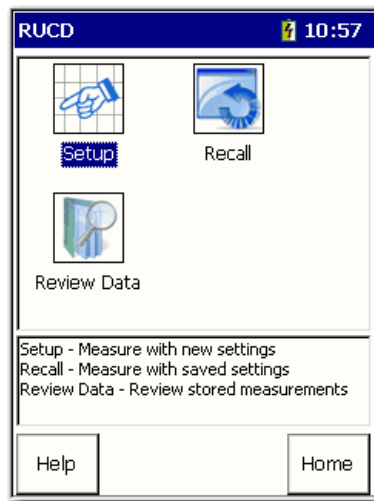 RUCD 10:57
Setup Recall
Review Data
Setup - Measure with new settings
Recall - Measure with saved settings
Review Data - Review stored measurements
Help Home